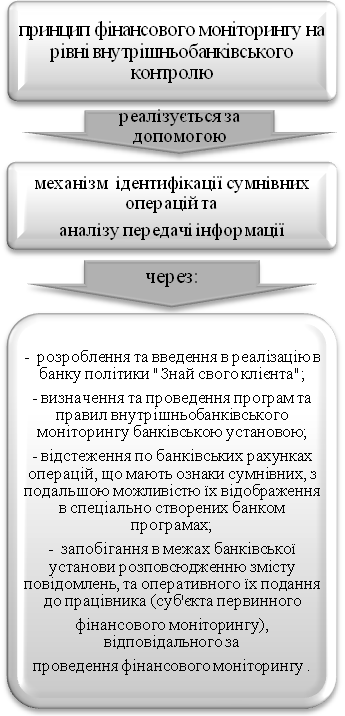 принцип фінансового моніторингу на
рівні внутрішньобанківського
контролю
реалізується за
допомогою
механізм ідентифікації сумнівних
операцій та
аналізу передачі інформації
через:
- розроблення та введення в реалізацію в
банку політики "Знай свого клієнта";
- визначення та проведення програм та
правил внутрішньобанківського
моніторингу банківською установою;
- відстеження по банківських рахунках
операцій, що мають ознаки сумнівних, з
подальшою можливістю їх відображення
в спеціально створених банком
програмах;
- запобігання в межах банківської
установи розповсюдженню змісту
повідомлень, та оперативного їх подання
до працівника (суб'єкта первинного
фінансового моніторингу),
відповідального за
проведення фінансового моніторингу .